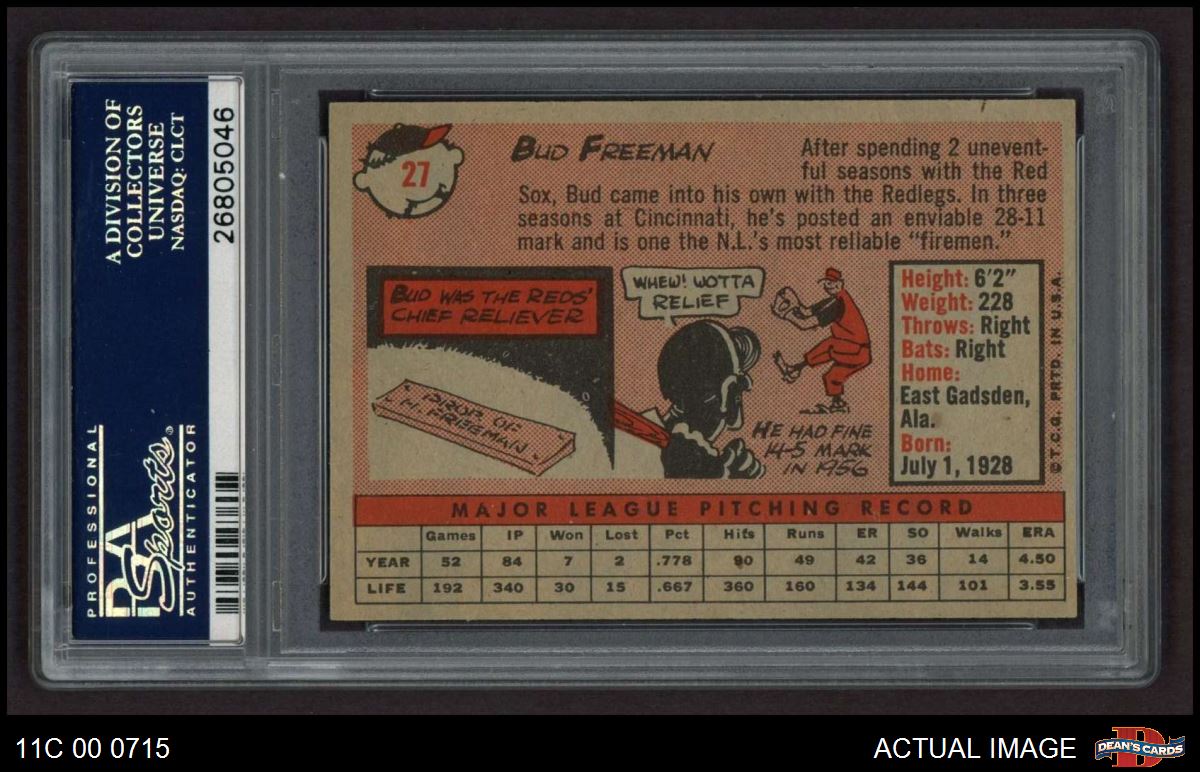 A DIVISION OF
COLLECTORS
UNIVERSE
NASDAQ: CLCT
26805046
PROFESSIONAL
PSA
Sports®
AUTHENTICATOR
27
BUD FREEMAN
After spending 2 unevent-
ful seasons with the Red
Sox, Bud came into his own with the Redlegs. In three
seasons at Cincinnati, he's posted an enviable 28-11
mark and is one the N.L.'s most reliable "firemen."
BUD WAS THE REDS'
CHIEF RELIEVER
PROP. OF
H. FREEMAN
WHEW! WOTTA
RELIEF
HE HAD FINE
14-5 MARK
IN 1956
Height: 6'2"
Weight: 228
Throws: Right
Bats: Right
Home:
East Gadsden,
Ala.
Born:
July 1, 1928
© T.C.G. PRTD. IN U.S.A.
MAJOR LEAGUE PITCHING RECORD
Games IP Won Lost Pct Hits Runs ER SO Walks ERA
YEAR 52 84 7 2 .778 90 49 42 36 14 4.50
LIFE 192 340 30 15 .667 360 160 134 144 101 3.55
11C 00 0715
ACTUAL IMAGE
DEAN'S CARDS